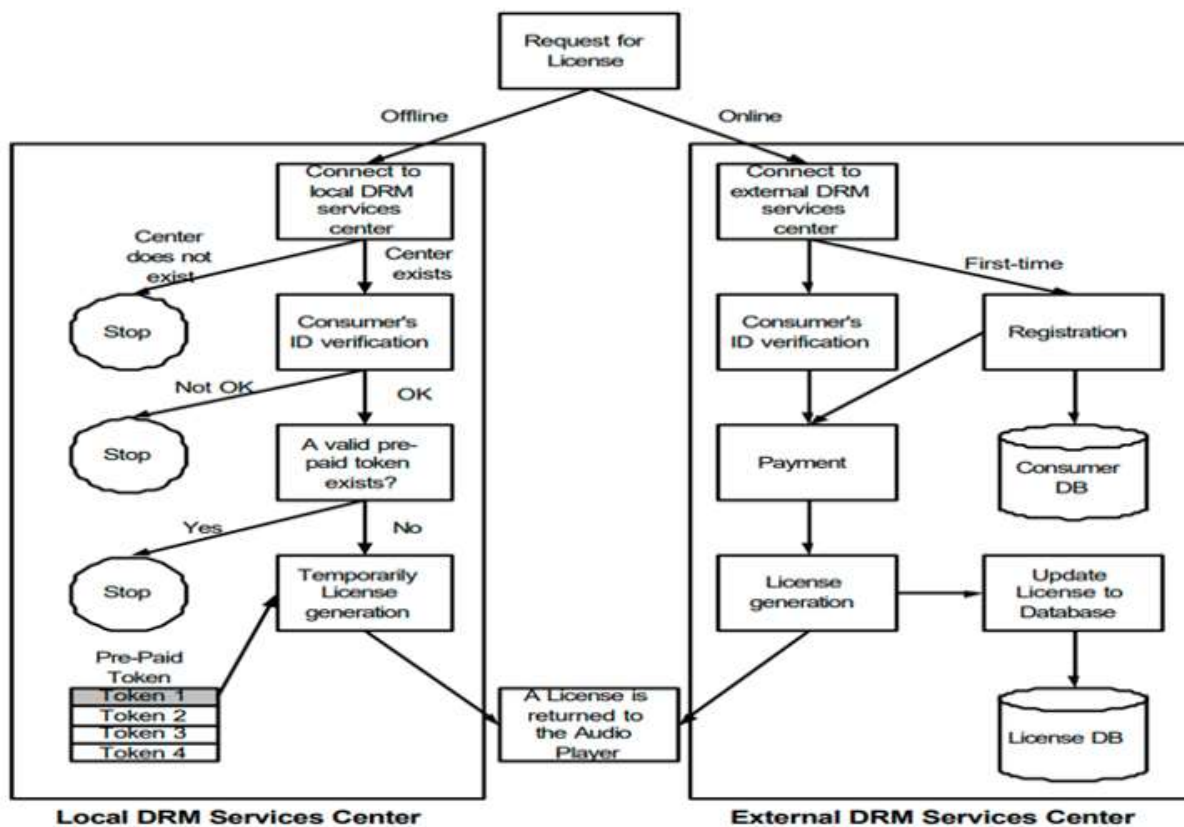 Request for
License
Offline
Online
Connect to
local DRM
services
center
Center
does not
exist
Center
exists
Stop
Consumer's
ID verification
Not OK
OK
Stop
A valid pre-
paid token
exists?
Yes
No
Stop
Temporarily
License
generation
Pre-Paid
Token
Token 1
Token 2
Token 3
Token 4
Local DRM Services Center
A License is
returned to
the Audio
Player
Connect to
external DRM
services
center
First-time
Consumer's
ID verification
Registration
Payment
Consumer
DB
License
generation
Update
License to
Database
License DB
External DRM Services Center